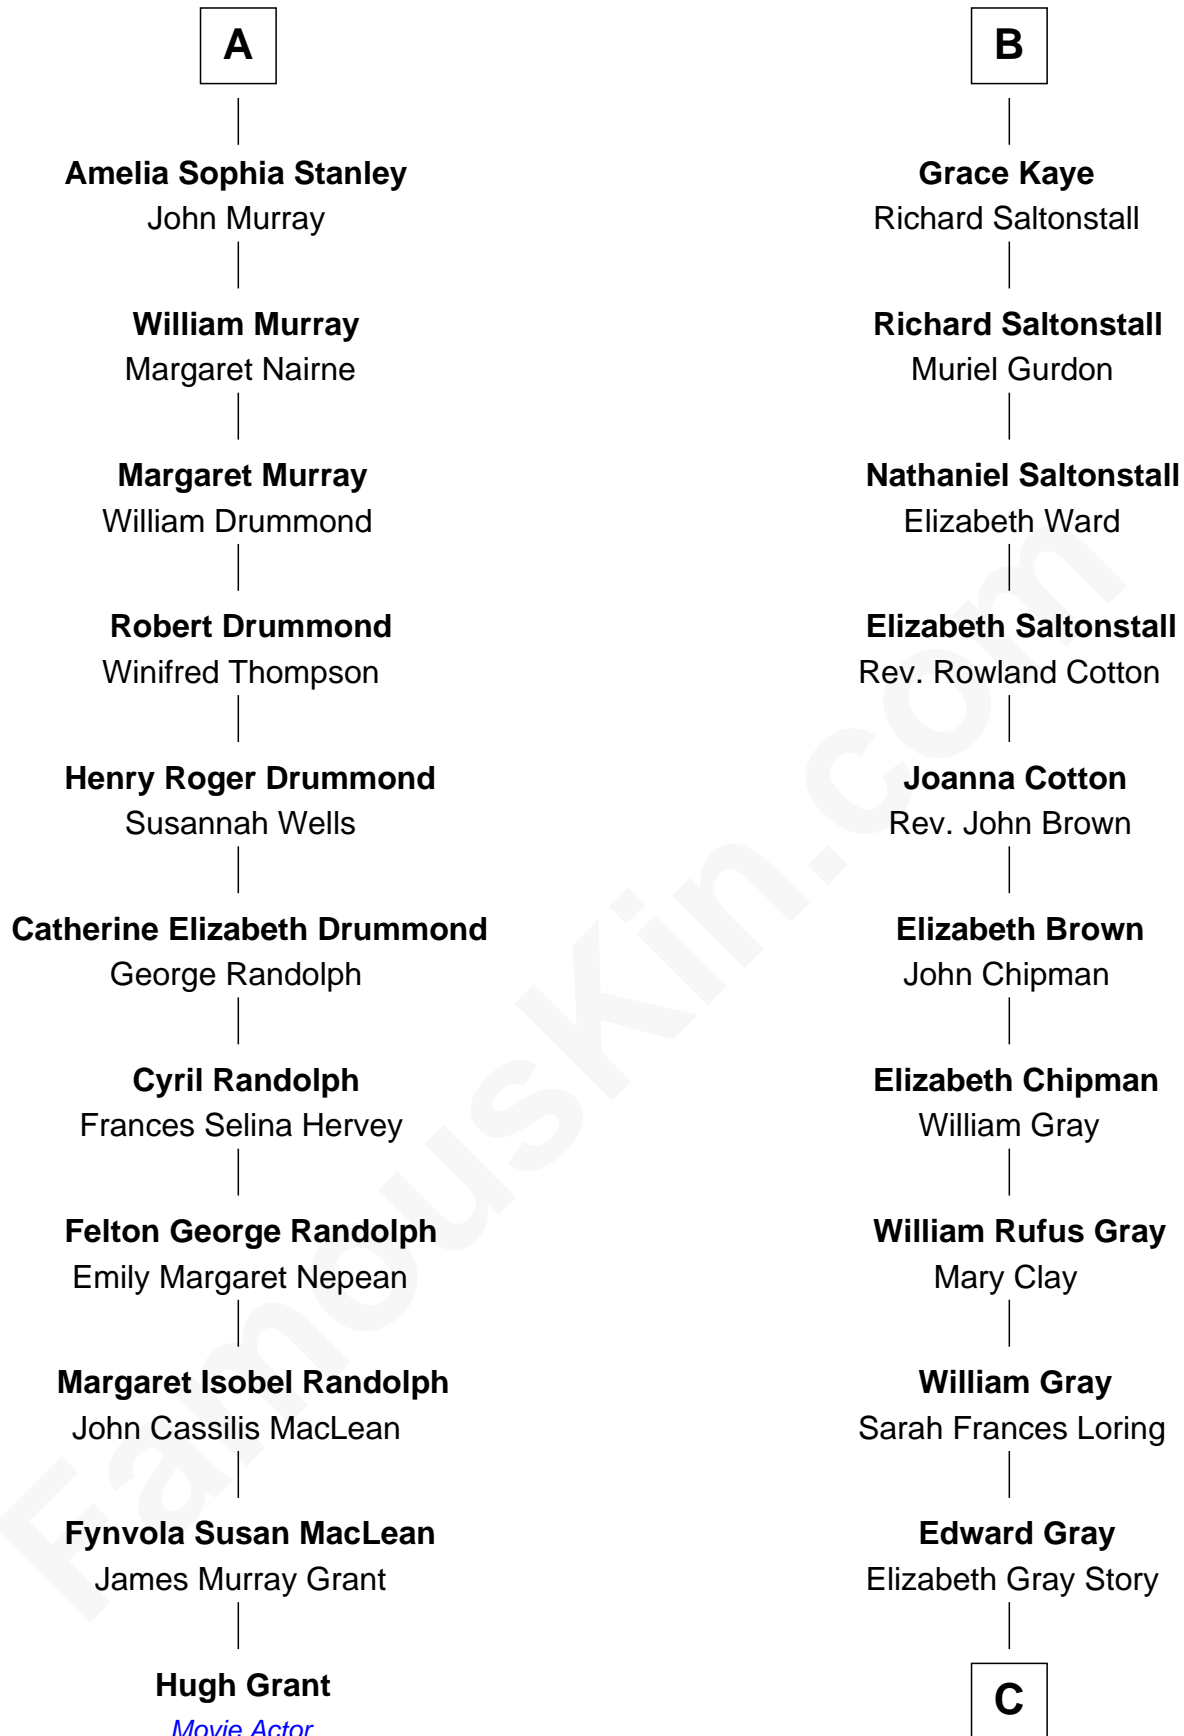 A
Amelia Sophia Stanley
John Murray
William Murray
Margaret Nairne
Margaret Murray
William Drummond
Robert Drummond
Winifred Thompson
Henry Roger Drummond
Susannah Wells
Catherine Elizabeth Drummond
George Randolph
Cyril Randolph
Frances Selina Hervey
Felton George Randolph
Emily Margaret Nepean
Margaret Isobel Randolph
John Cassilis MacLean
Fynvola Susan MacLean
James Murray Grant
Hugh Grant
Movie Actor
B
Grace Kaye
Richard Saltonstall
Richard Saltonstall
Muriel Gurdon
Nathaniel Saltonstall
Elizabeth Ward
Elizabeth Saltonstall
Rev. Rowland Cotton
Joanna Cotton
Rev. John Brown
Elizabeth Brown
John Chipman
Elizabeth Chipman
William Gray
William Rufus Gray
Mary Clay
William Gray
Sarah Frances Loring
Edward Gray
Elizabeth Gray Story
C
FamousKin.com